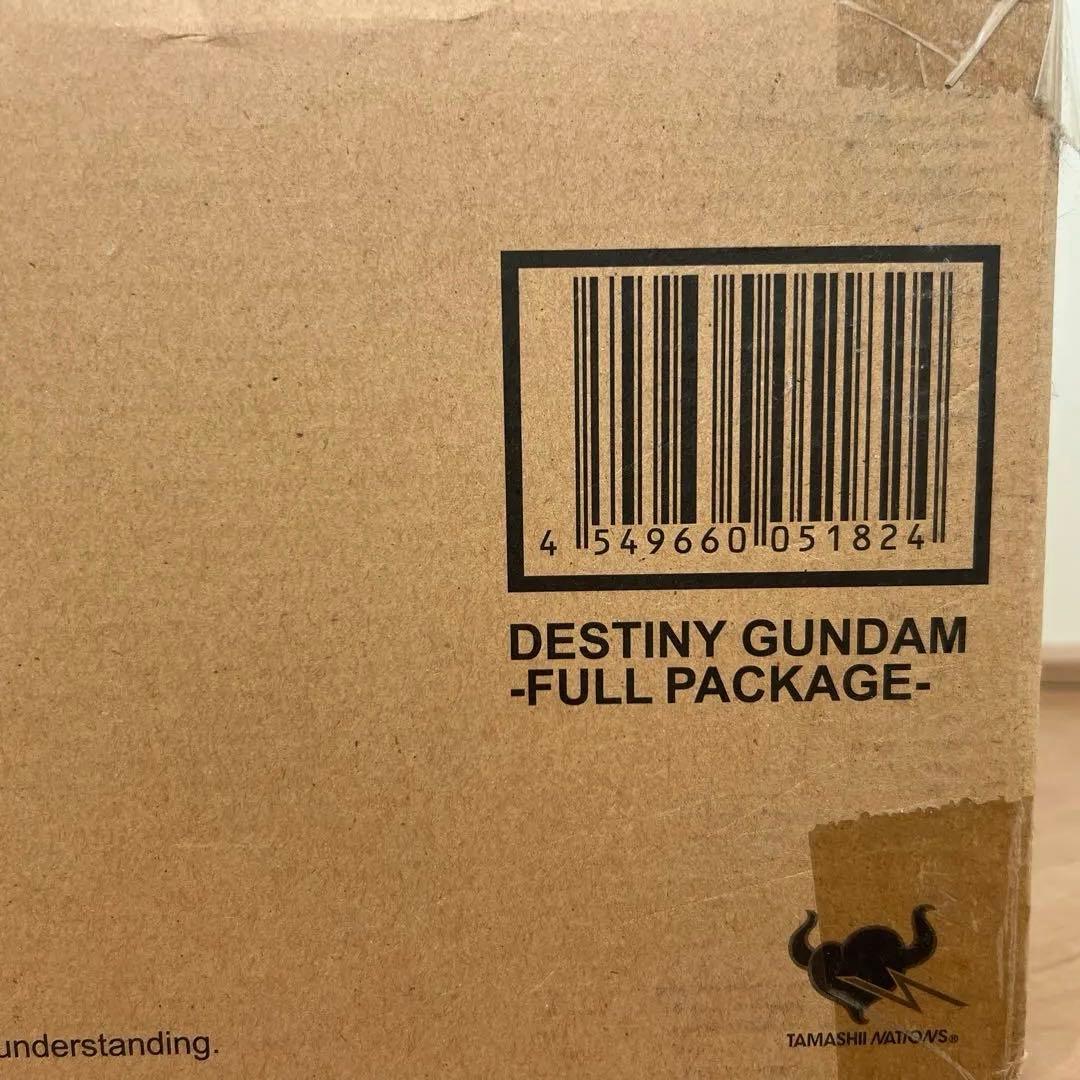 4 549660 051824
DESTINY GUNDAM
-FULL PACKAGE-
TAMASHII NATIONS®
understanding.